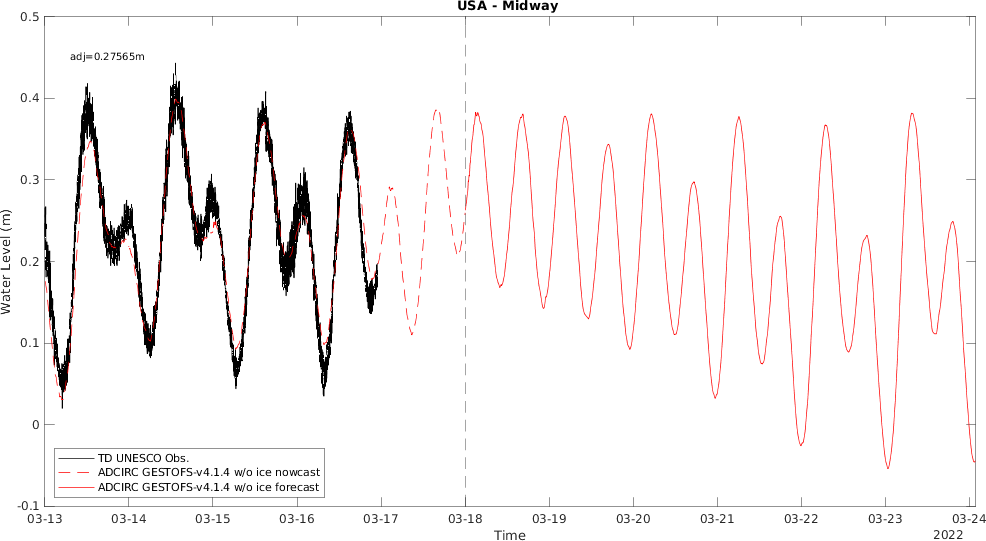 USA - Midway
0.5
adj=0.27565m
0.4
0.3
0.2
0.1
0
-0.1
Water Level (m)
TD UNESCO Obs.
ADCIRC GESTOFS-v4.1.4 w/o ice nowcast
ADCIRC GESTOFS-v4.1.4 w/o ice forecast
03-13 03-14 03-15 03-16 03-17 03-18 03-19 03-20 03-21 03-22 03-23 03-24
Time
2022